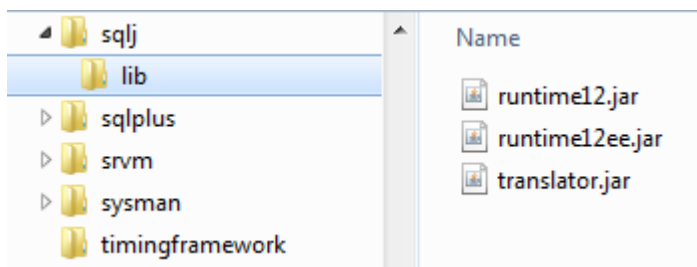 sqlj
lib
sqlplus
srvm
sysman
timingframework
Name
runtime12.jar
runtime12ee.jar
translator.jar